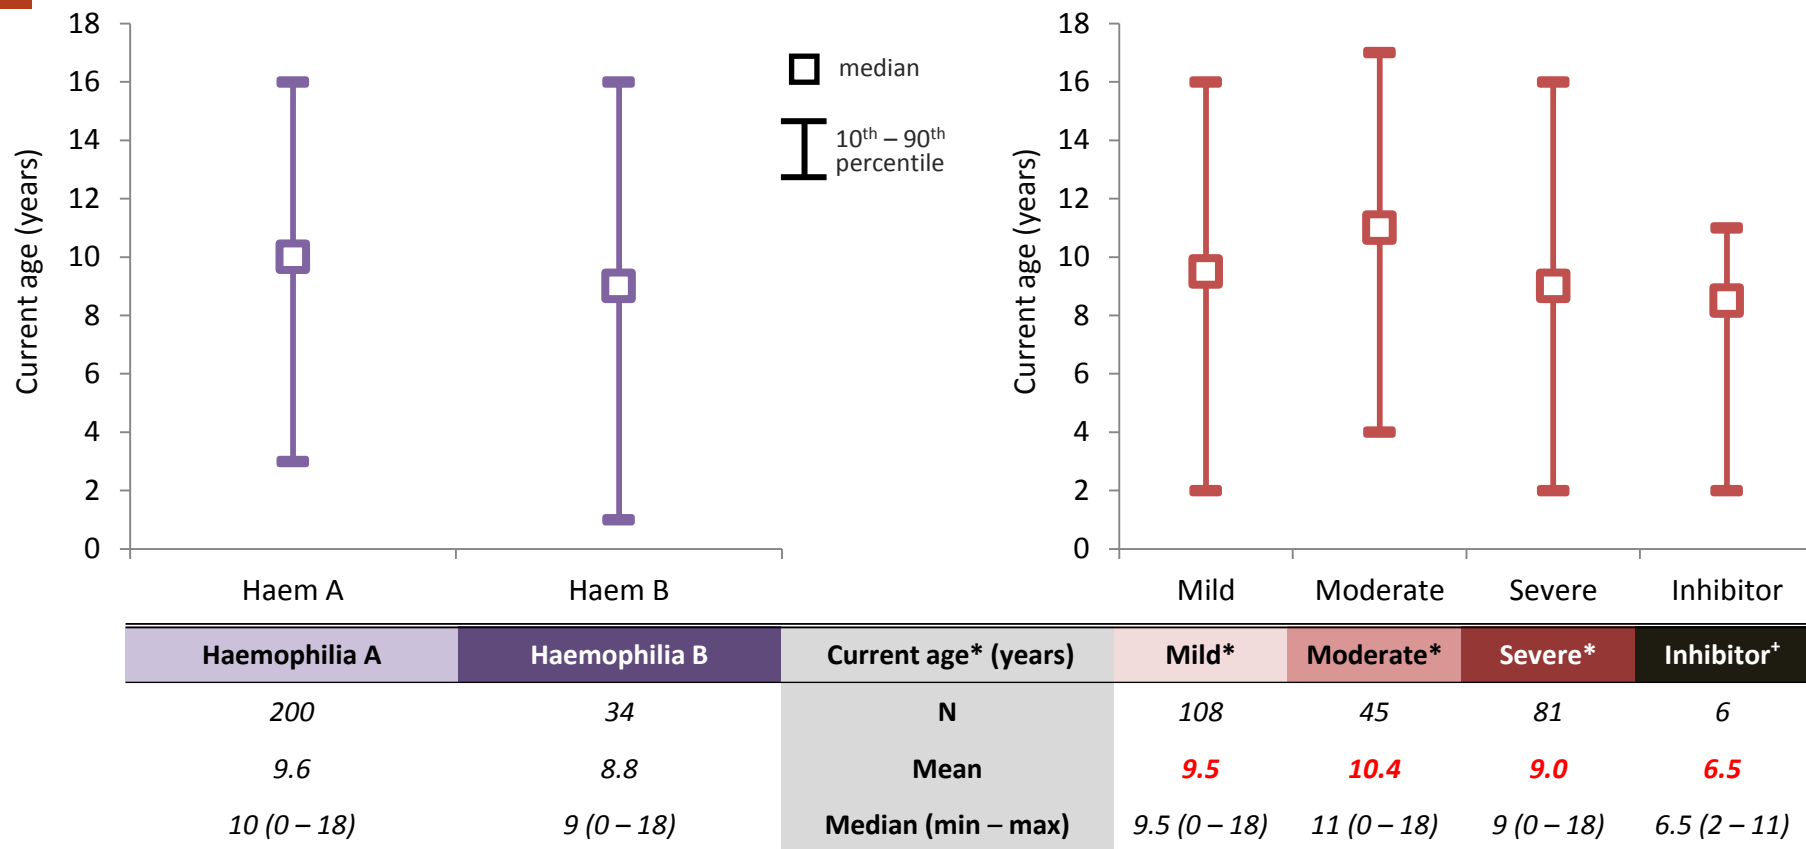 18
16
14
12
10
8
6
4
2
0
Current age (years)
Haem A
Haem B
median
10th – 90th
percentile
18
16
14
12
10
8
6
4
2
0
Current age (years)
Mild
Moderate
Severe
Inhibitor
Haemophilia A Haemophilia B Current age* (years) Mild* Moderate* Severe* Inhibitor+
200 34 N 108 45 81 6
9.6 8.8 Mean 9.5 10.4 9.0 6.5
10 (0 – 18) 9 (0 – 18) Median (min – max) 9.5 (0 – 18) 11 (0 – 18) 9 (0 – 18) 6.5 (2 – 11)